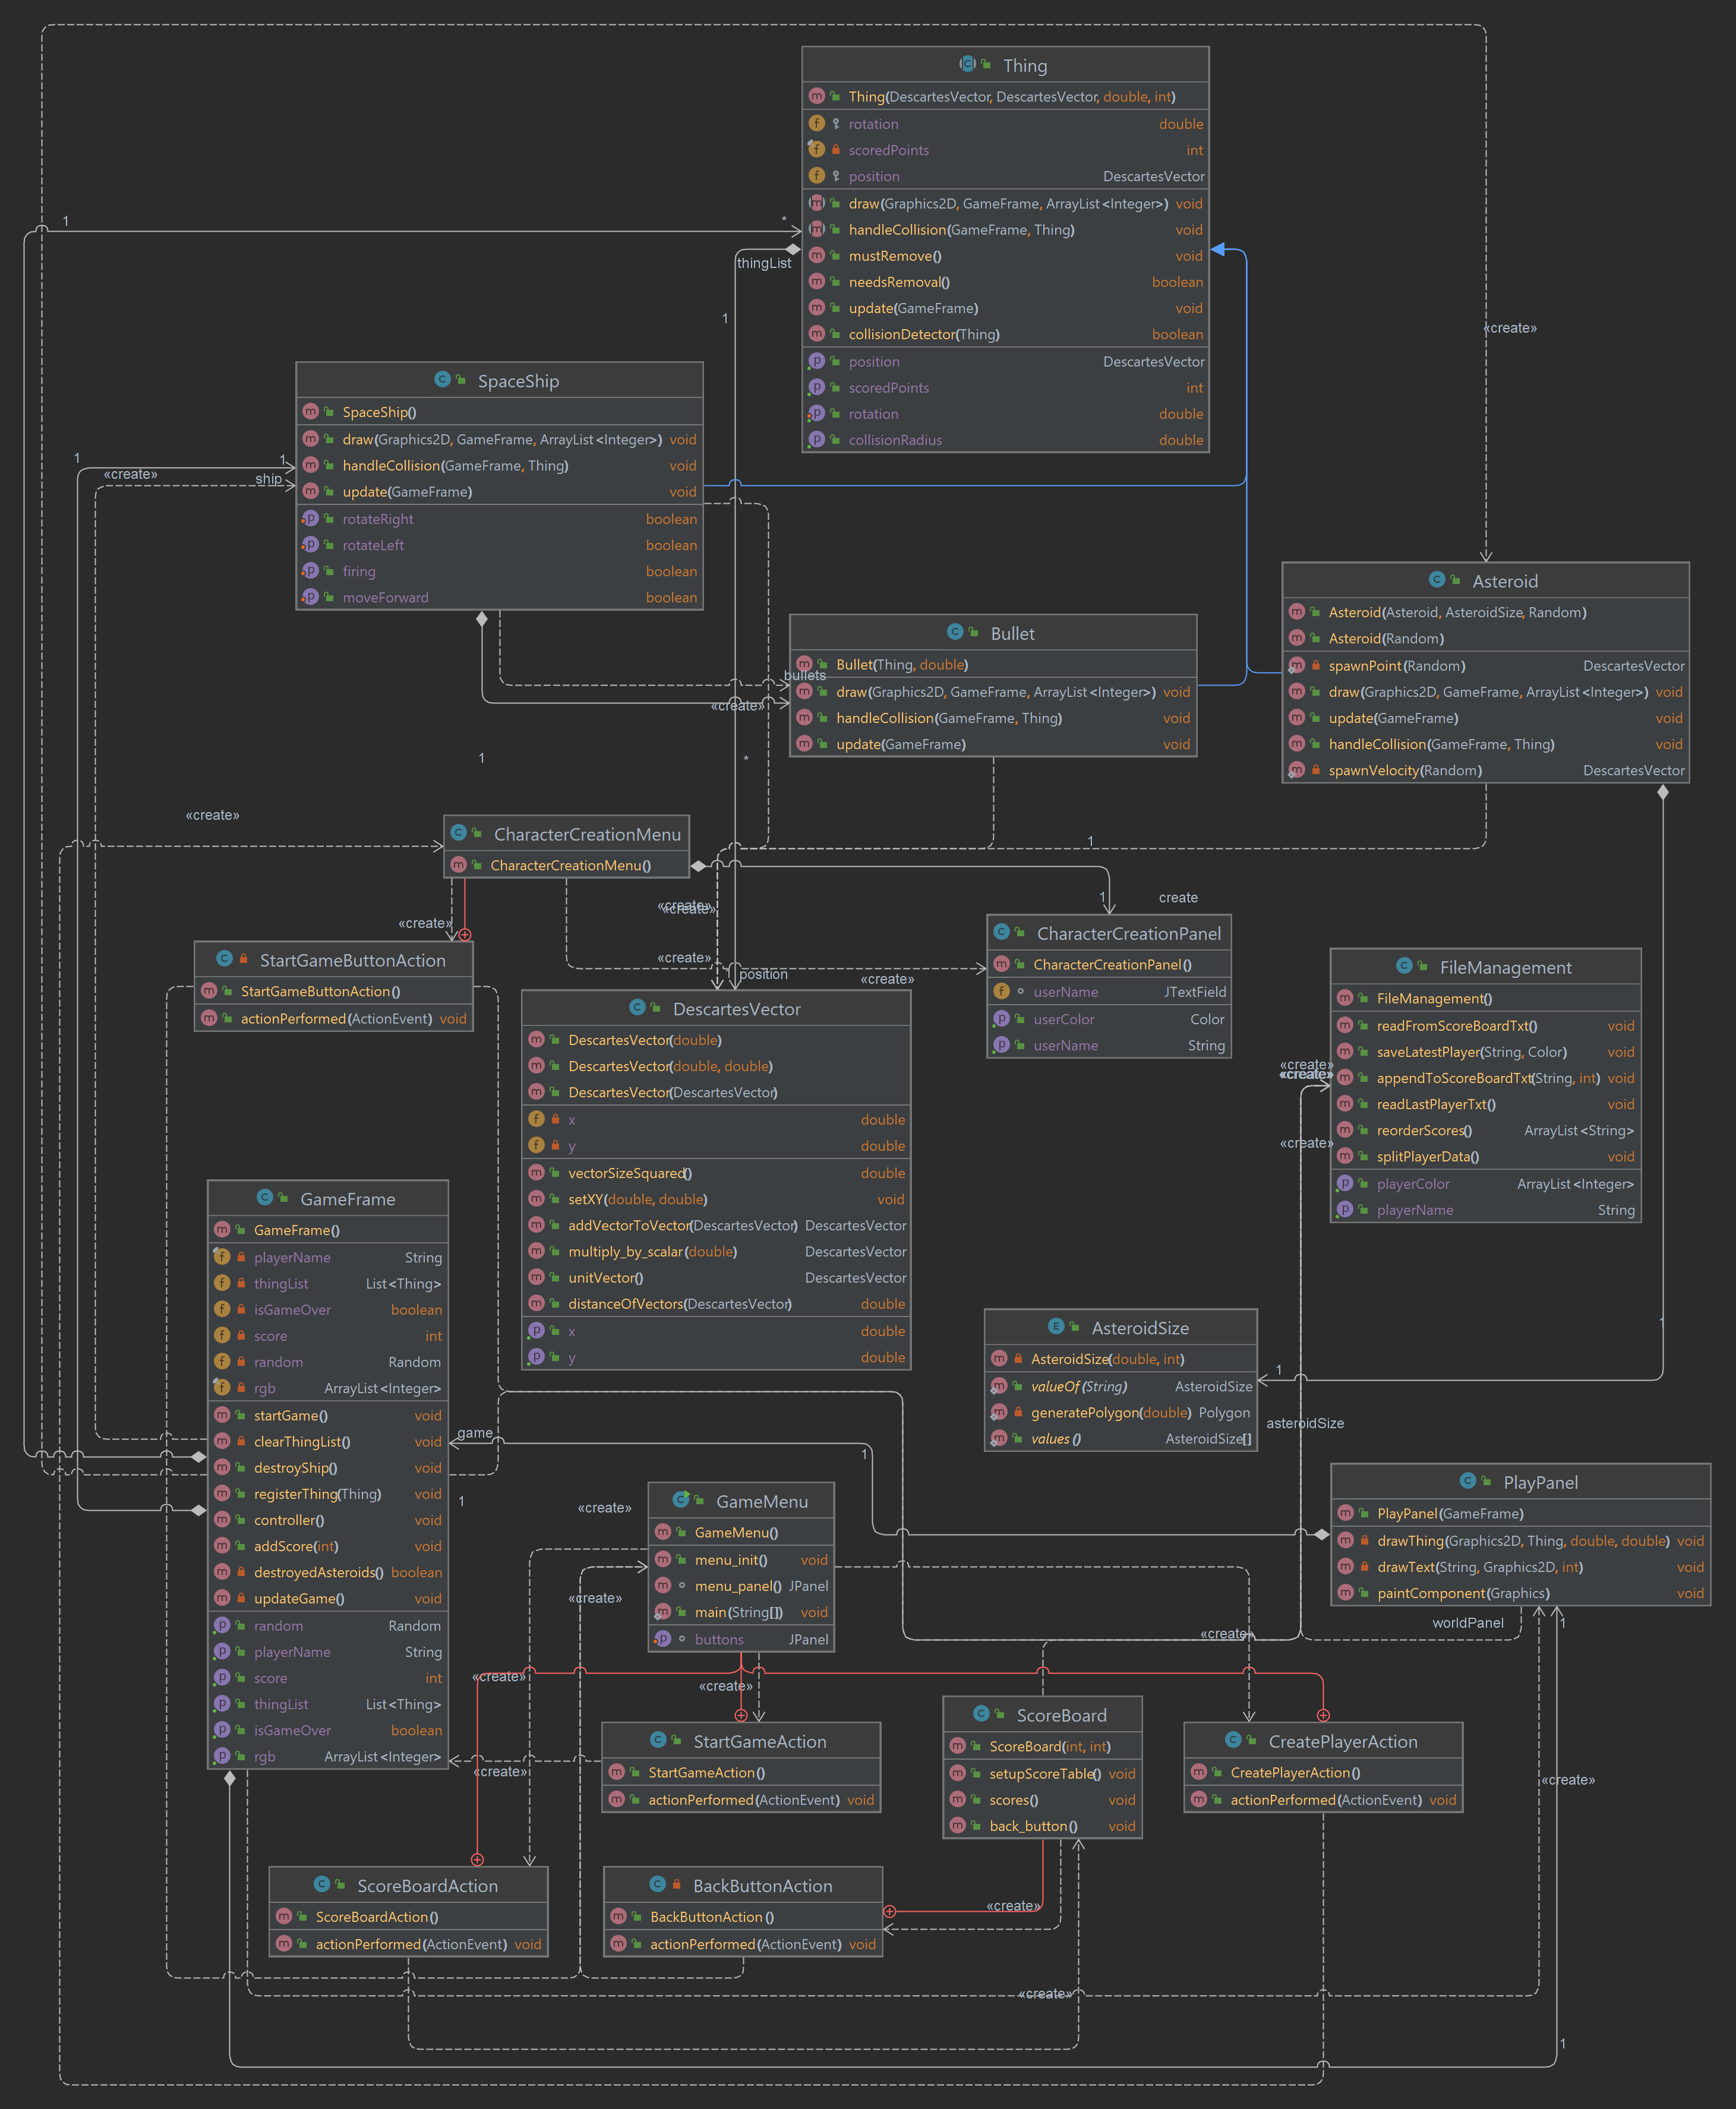 Thing
Thing(DescartesVector, DescartesVector, double, int)
rotation double
scoredPoints int
position DescartesVector
draw(Graphics2D, GameFrame, ArrayList<Integer>) void
handleCollision(GameFrame, Thing) void
mustRemove() void
needsRemoval() boolean
update(GameFrame) void
collisionDetector(Thing) boolean
position DescartesVector
scoredPoints int
rotation double
collisionRadius double
1
*
thingList
1
«create»
SpaceShip
SpaceShip()
draw(Graphics2D, GameFrame, ArrayList<Integer>) void
handleCollision(GameFrame, Thing) void
update(GameFrame) void
rotateRight boolean
rotateLeft boolean
firing boolean
moveForward boolean
1
1
«create»
ship
Asteroid
Asteroid(Asteroid, AsteroidSize, Random)
Asteroid(Random)
spawnPoint(Random) DescartesVector
draw(Graphics2D, GameFrame, ArrayList<Integer>) void
update(GameFrame) void
handleCollision(GameFrame, Thing) void
spawnVelocity(Random) DescartesVector
Bullet
Bullet(Thing, double)
draw(Graphics2D, GameFrame, ArrayList<Integer>) void
handleCollision(GameFrame, Thing) void
update(GameFrame) void
bullets
«create»
1
*
«create»
1
CharacterCreationMenu
CharacterCreationMenu()
1
create
«create»
«create»
«create»
«create»
«create»
position
1
CharacterCreationPanel
CharacterCreationPanel()
userName JTextField
userColor Color
userName String
StartGameButtonAction
StartGameButtonAction()
actionPerformed(ActionEvent) void
FileManagement
FileManagement()
readFromScoreBoardTxt() void
saveLatestPlayer(String, Color) void
appendToScoreBoardTxt(String, int) void
readLastPlayerTxt() void
reorderScores() ArrayList<String>
splitPlayerData() void
playerColor ArrayList<Integer>
playerName String
«create»
«create»
«create»
DescartesVector
DescartesVector(double)
DescartesVector(double, double)
DescartesVector(DescartesVector)
x double
y double
vectorSizeSquared() double
setXY(double, double) void
addVectorToVector(DescartesVector) DescartesVector
multiply_by_scalar(double) DescartesVector
unitVector() DescartesVector
distanceOfVectors(DescartesVector) double
x double
y double
GameFrame
GameFrame()
playerName String
thingList List<Thing>
isGameOver boolean
score int
random Random
rgb ArrayList<Integer>
startGame() void
clearThingList() void
destroyShip() void
registerThing(Thing) void
controller() void
addScore(int) void
destroyedAsteroids() boolean
updateGame() void
random Random
playerName String
score int
thingList List<Thing>
isGameOver boolean
rgb ArrayList<Integer>
AsteroidSize
AsteroidSize(double, int)
valueOf(String) AsteroidSize
generatePolygon(double) Polygon
values() AsteroidSize[]
1
1
asteroidSize
game
1
1
PlayPanel
PlayPanel(GameFrame)
drawThing(Graphics2D, Thing, double, double) void
drawText(String, Graphics2D, int) void
paintComponent(Graphics) void
worldPanel
1
GameMenu
GameMenu()
menu_init() void
menu_panel() JPanel
main(String[]) void
buttons JPanel
«create»
«create»
«create»
«create»
«create»
StartGameAction
StartGameAction()
actionPerformed(ActionEvent) void
«create»
ScoreBoard
ScoreBoard(int, int)
setupScoreTable() void
scores() void
back_button() void
CreatePlayerAction
CreatePlayerAction()
actionPerformed(ActionEvent) void
«create»
ScoreBoardAction
ScoreBoardAction()
actionPerformed(ActionEvent) void
BackButtonAction
BackButtonAction()
actionPerformed(ActionEvent) void
«create»
«create»
1